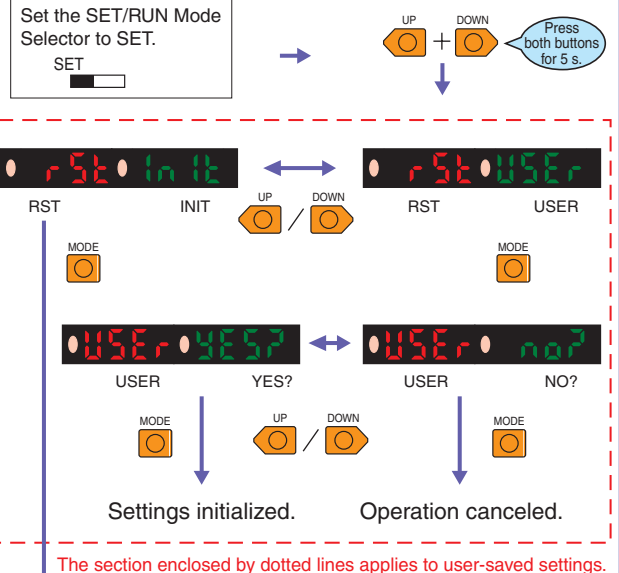 Set the SET/RUN Mode
Selector to SET.
SET
UP
DOWN
Press
both buttons
for 5 s.
rSt InIt
rSt USEr
RST
INIT
UP
DOWN
RST
USER
MODE
MODE
USEr YES?
USEr no?
USER
YES?
USER
NO?
MODE
UP
DOWN
MODE
Settings initialized.
Operation canceled.
The section enclosed by dotted lines applies to user-saved settings.